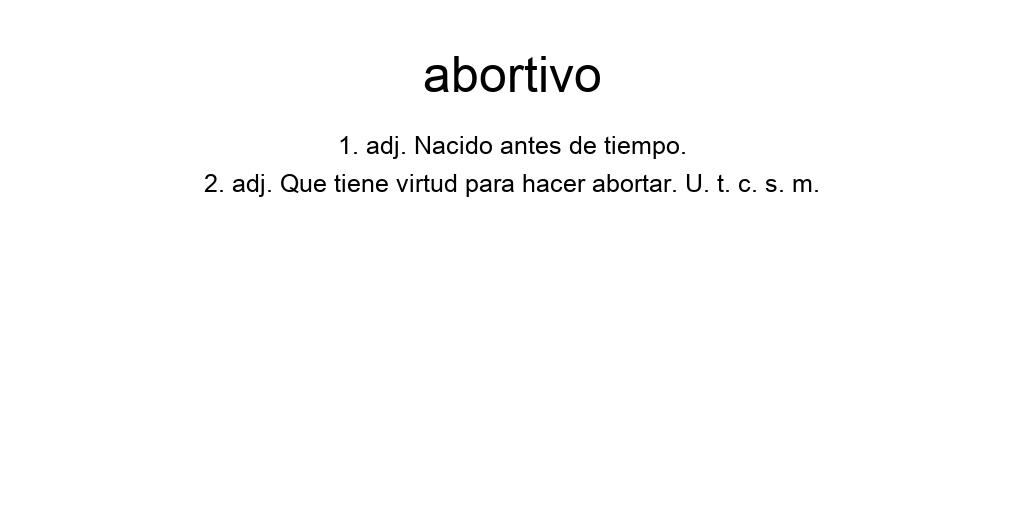 abortivo
1. adj. Nacido antes de tiempo.
2. adj. Que tiene virtud para hacer abortar. U. t. c. s. m.